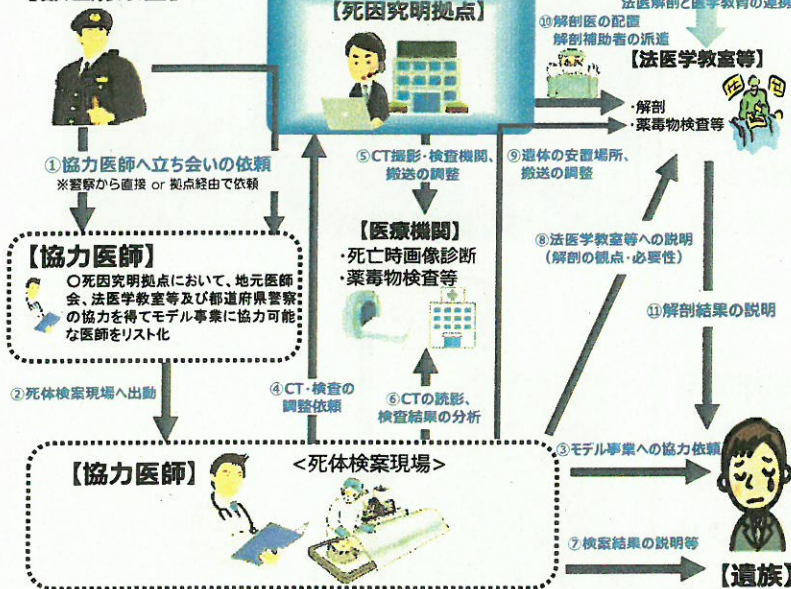 【死因究明拠点】
法医解剖と医学教育の連携
⑩解剖医の配置
解剖補助者の派遣
【法医学教室等】
・解剖
・薬毒物検査等
①協力医師へ立ち会いの依頼
※警察から直接 or 拠点経由で依頼
⑤CT撮影・検査機関、
搬送の調整
⑨遺体の安置場所、
搬送の調整
【協力医師】
〇死因究明拠点において、地元医師
会、法医学教室等及び都道府県警察
の協力を得てモデル事業に協力可能
な医師をリスト化
【医療機関】
・死亡時画像診断
・薬毒物検査等
⑧法医学教室等への説明
（解剖の観点・必要性）
⑪解剖結果の説明
②死体検案現場へ出動
④CT・検査の
調整依頼
⑥CTの読影、
検査結果の分析
【協力医師】
<死体検案現場>
③モデル事業への協力依頼
⑦検案結果の説明等
【遺族】